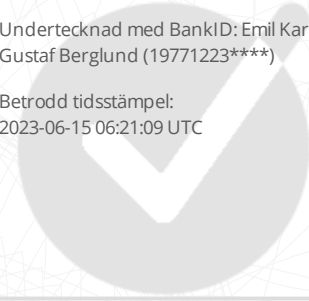 Undertecknad med BankID: Emil Kar
Gustaf Berglund (19771223****)
Betrodd tidsstämpel:
2023-06-15 06:21:09 UTC